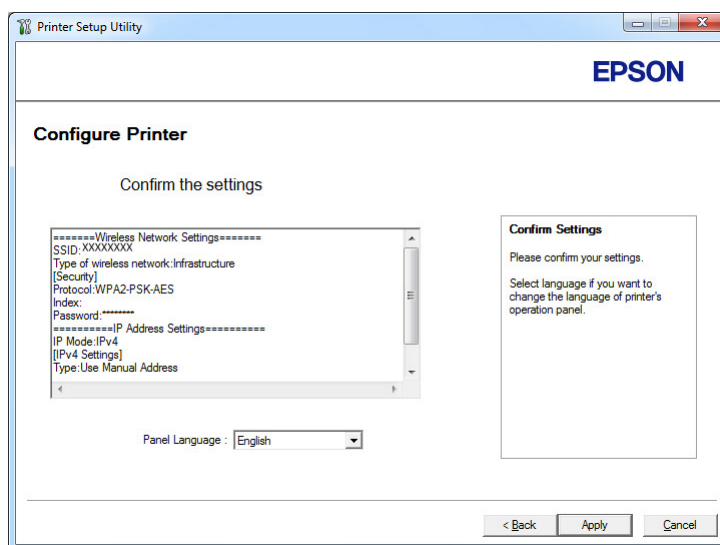 Printer Setup Utility
EPSON
Configure Printer
Confirm the settings
=======Wireless Network Settings=======
SSID:XXXXXXXX
Type of wireless network:Infrastructure
[Security]
Protocol:WPA2-PSK-AES
Index:
Password:********
==========IP Address Settings==========
IP Mode:IPv4
[IPv4 Settings]
Type:Use Manual Address
Confirm Settings
Please confirm your settings.
Select language if you want to
change the language of printer's
operation panel.
Panel Language : English
< Back Apply Cancel